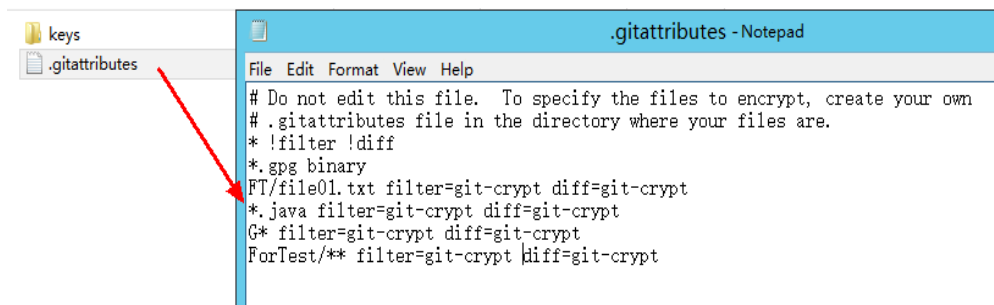 keys
.gitattributes
.gitattributes - Notepad
File Edit Format View Help
# Do not edit this file.  To specify the files to encrypt, create your own
# .gitattributes file in the directory where your files are.
* !filter !diff
*.gpg binary
FT/file01.txt filter=git-crypt diff=git-crypt
*.java filter=git-crypt diff=git-crypt
G* filter=git-crypt diff=git-crypt
ForTest/** filter=git-crypt diff=git-crypt